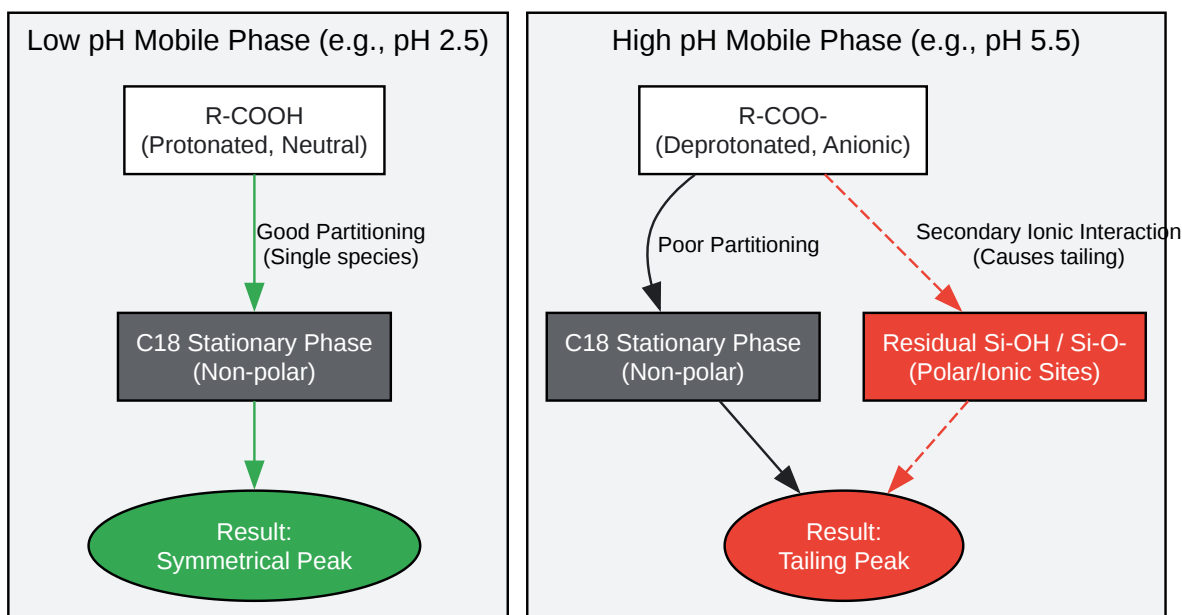 Low pH Mobile Phase (e.g., pH 2.5)
R-COOH
(Protonated, Neutral)
Good Partitioning
(Single species)
C18 Stationary Phase
(Non-polar)
Result:
Symmetrical Peak
High pH Mobile Phase (e.g., pH 5.5)
R-COO-
(Deprotonated, Anionic)
Poor Partitioning
Secondary Ionic Interaction
(Causes tailing)
C18 Stationary Phase
(Non-polar)
Residual Si-OH / Si-O-
(Polar/Ionic Sites)
Result:
Tailing Peak